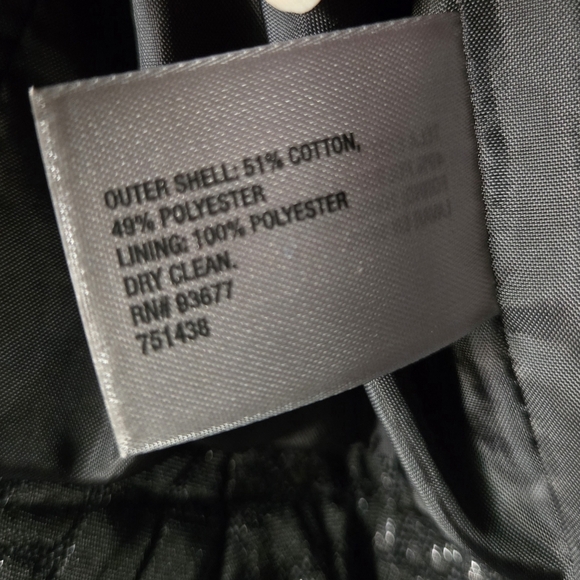 OUTER SHELL: 51% COTTON,
49% POLYESTER
LINING: 100% POLYESTER
DRY CLEAN.
RN# 93677
751438